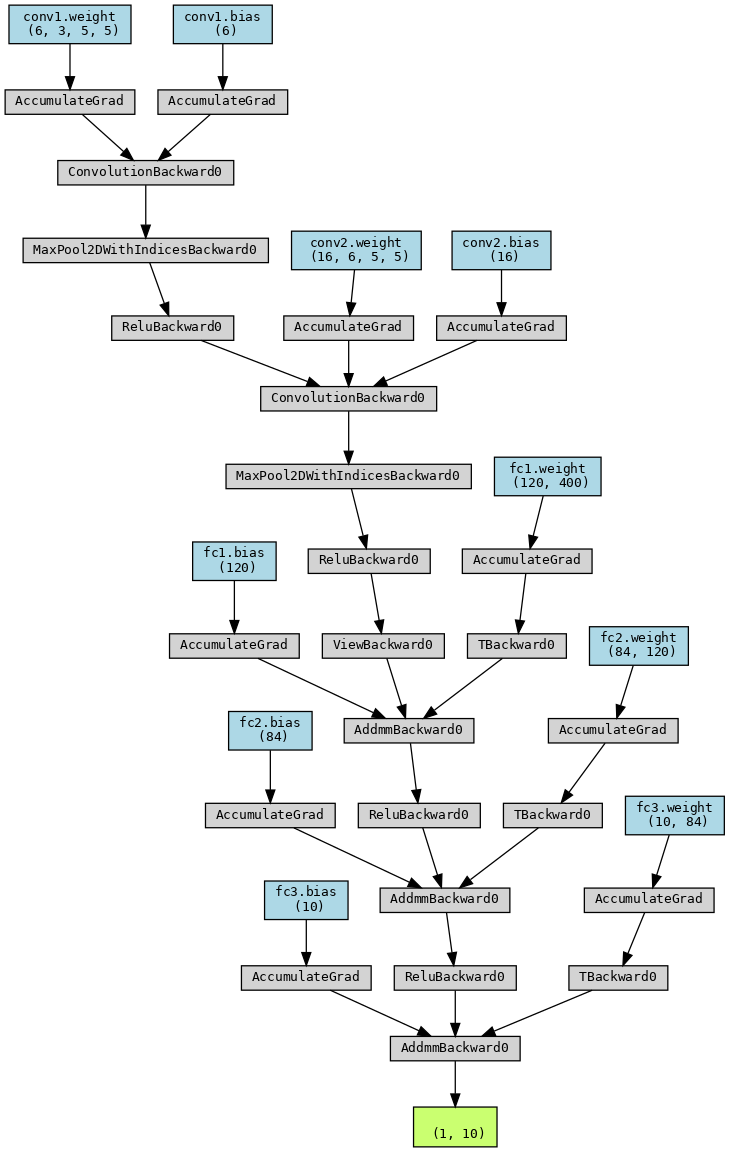 conv1.weight
(6, 3, 5, 5)
conv1.bias
(6)
AccumulateGrad
AccumulateGrad
ConvolutionBackward0
MaxPool2DWithIndicesBackward0
conv2.weight
(16, 6, 5, 5)
conv2.bias
(16)
ReluBackward0
AccumulateGrad
AccumulateGrad
ConvolutionBackward0
MaxPool2DWithIndicesBackward0
fc1.weight
(120, 400)
fc1.bias
(120)
ReluBackward0
AccumulateGrad
AccumulateGrad
ViewBackward0
TBackward0
fc2.weight
(84, 120)
fc2.bias
(84)
AddmmBackward0
AccumulateGrad
AccumulateGrad
ReluBackward0
TBackward0
fc3.weight
(10, 84)
fc3.bias
(10)
AddmmBackward0
AccumulateGrad
AccumulateGrad
ReluBackward0
TBackward0
AddmmBackward0
(1, 10)